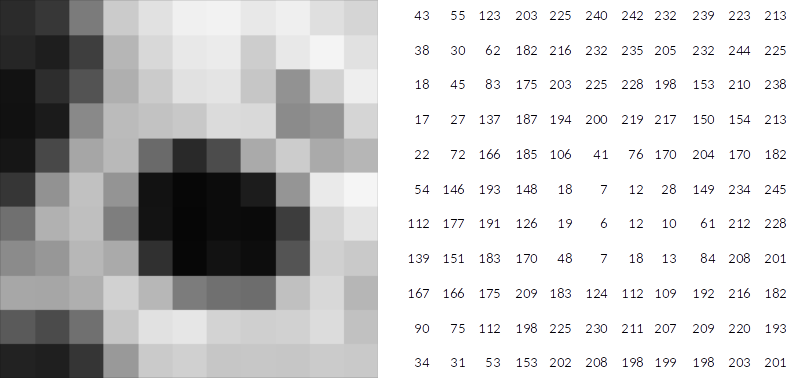 43 55 123 203 225 240 242 232 239 223 213
38 30 62 182 216 232 235 205 232 244 225
18 45 83 175 203 225 228 198 153 210 238
17 27 137 187 194 200 219 217 150 154 213
22 72 166 185 106 41 76 170 204 170 182
54 146 193 148 18 7 12 28 149 234 245
112 177 191 126 19 6 12 10 61 212 228
139 151 183 170 48 7 18 13 84 208 201
167 166 175 209 183 124 112 109 192 216 182
90 75 112 198 225 230 211 207 209 220 193
34 31 53 153 202 208 198 199 198 203 201